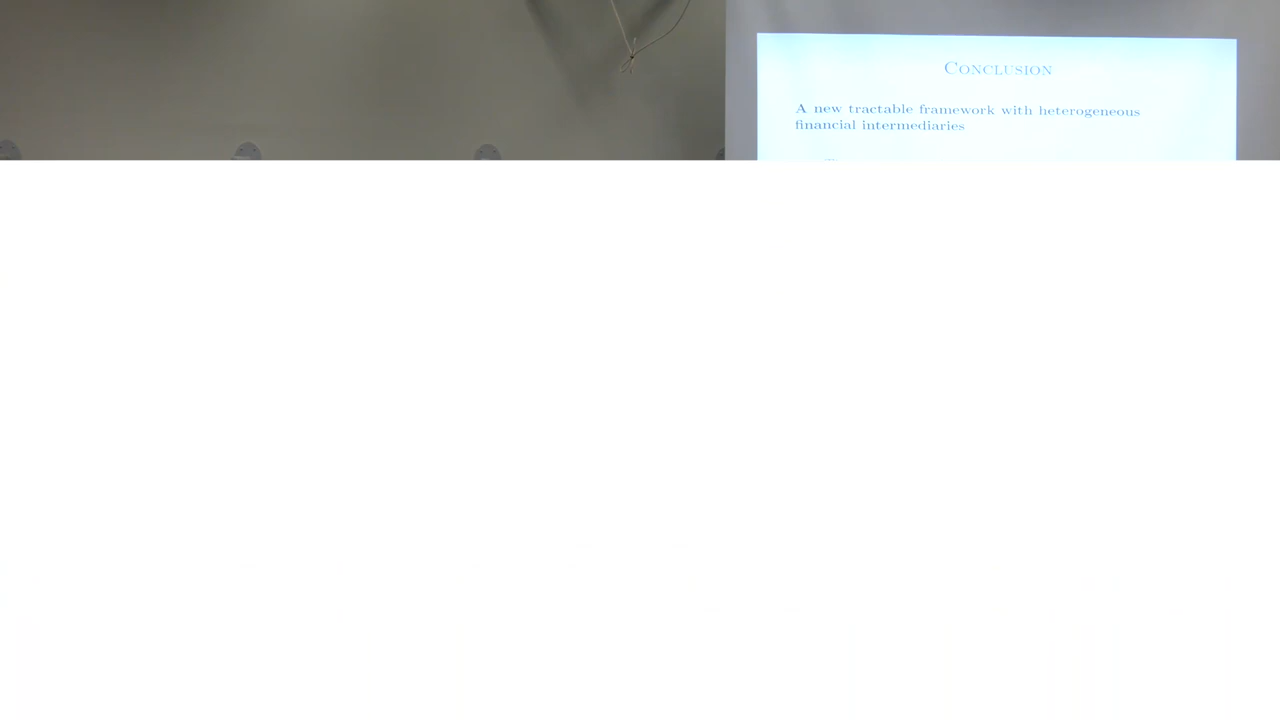 CONCLUSION
A new tractable framework with heterogeneous
financial intermediaries